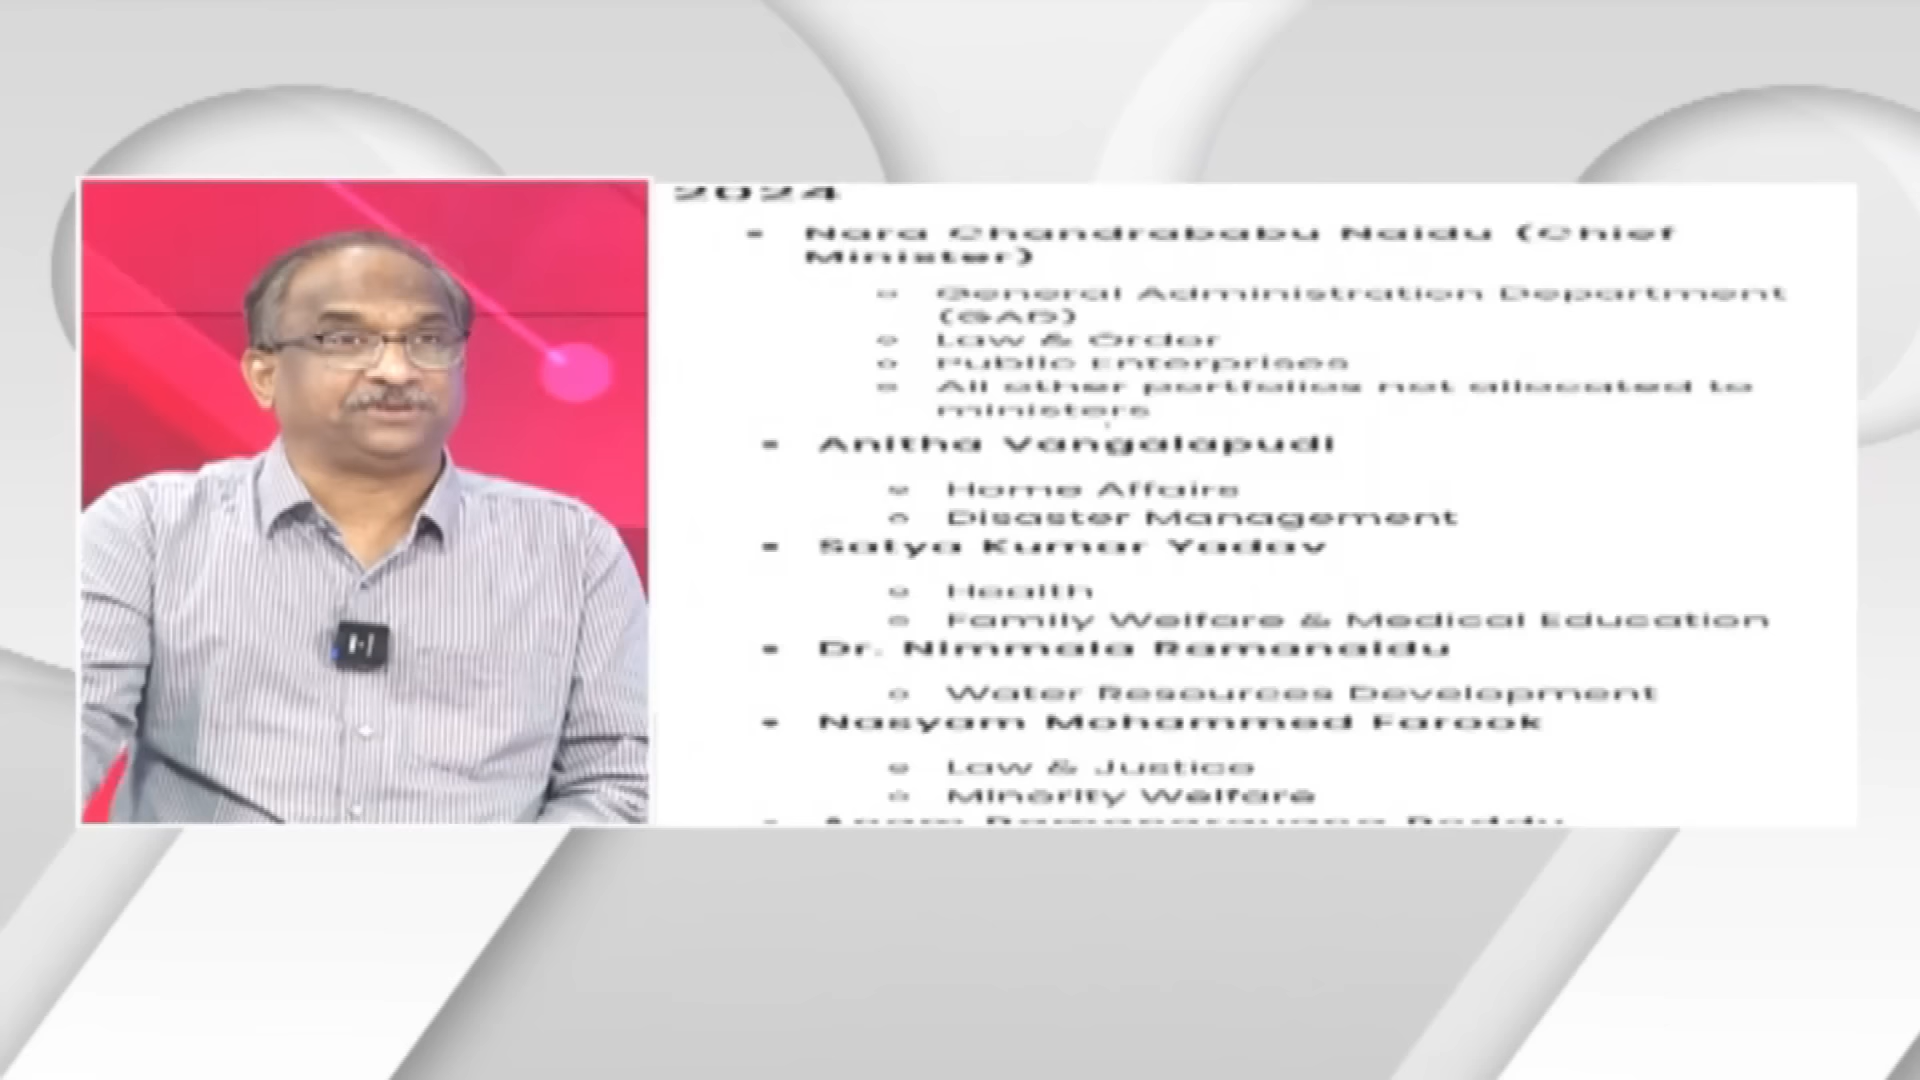 2024
- Nara Chandrababu Naidu (Chief
Minister)
o General Administration Department
(GAD)
o Law & Order
o Public Enterprises
o All other portfolios not allocated to
ministers
• Anitha Vangalapudi
o Home Affairs
o Disaster Management
• Satya Kumar Yadav
o Health
o Family Welfare & Medical Education
• Dr. Nimmala Ramanaidu
o Water Resources Development
• Nasyam Mohammed Farook
o Law & Justice
o Minority Welfare